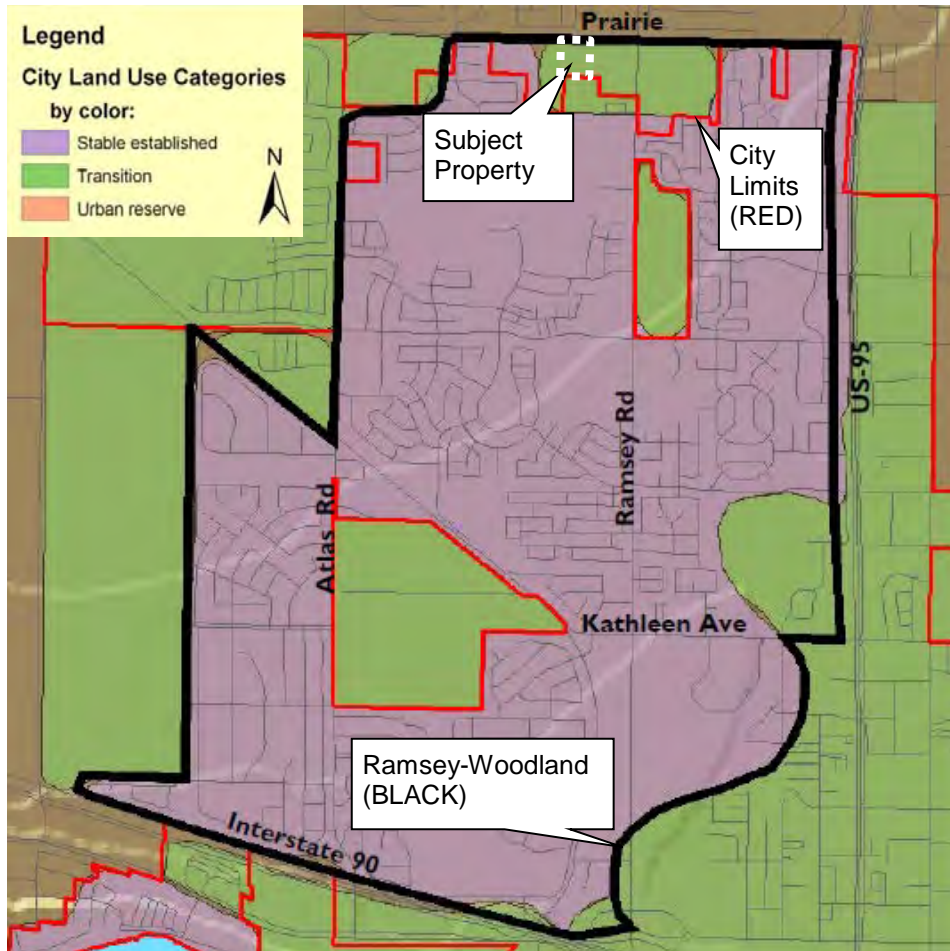 Prairie
Legend
City Land Use Categories
by color:
Stable established
Transition
Urban reserve
N
Subject
Property
City
Limits
(RED)
US-95
Ramsey Rd
Atlas Rd
Kathleen Ave
Ramsey-Woodland
(BLACK)
Interstate 90